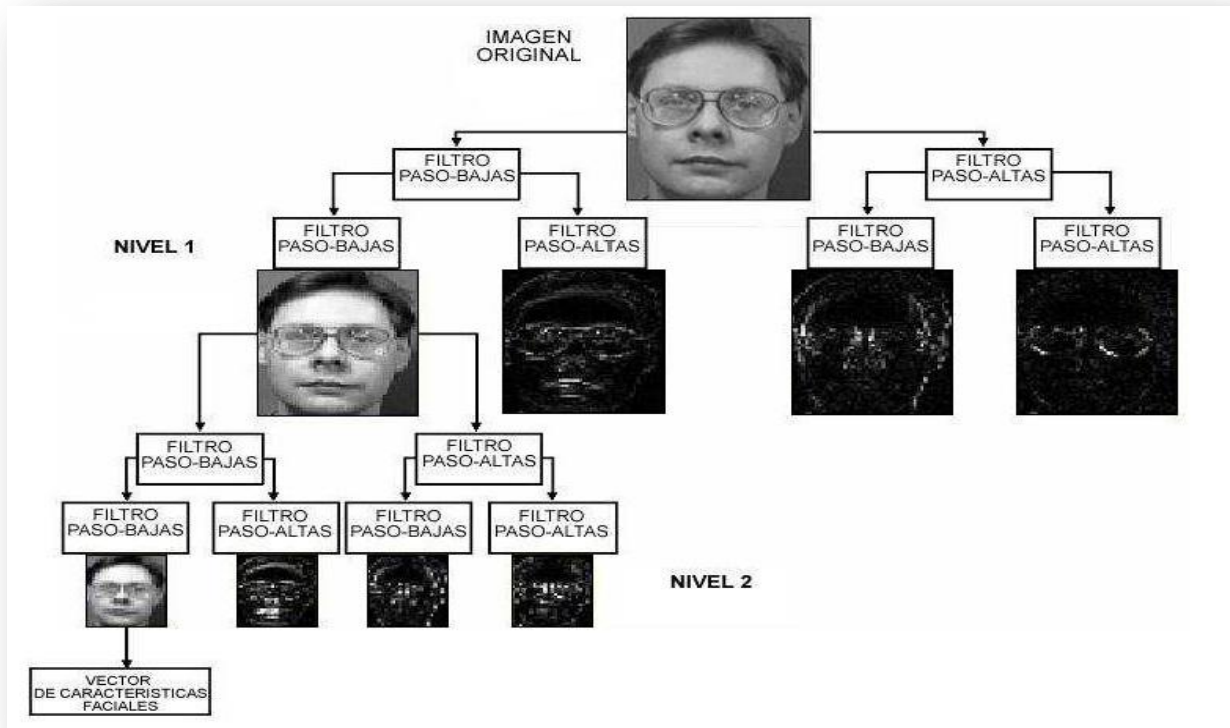 IMAGEN
ORIGINAL
FILTRO
PASO-BAJAS
FILTRO
PASO-ALTAS
NIVEL 1
FILTRO
PASO-BAJAS
FILTRO
PASO-ALTAS
FILTRO
PASO-BAJAS
FILTRO
PASO-ALTAS
FILTRO
PASO-BAJAS
FILTRO
PASO-ALTAS
FILTRO
PASO-BAJAS
FILTRO
PASO-ALTAS
FILTRO
PASO-BAJAS
FILTRO
PASO-ALTAS
NIVEL 2
VECTOR
DE CARACTERISTICAS
FACIALES